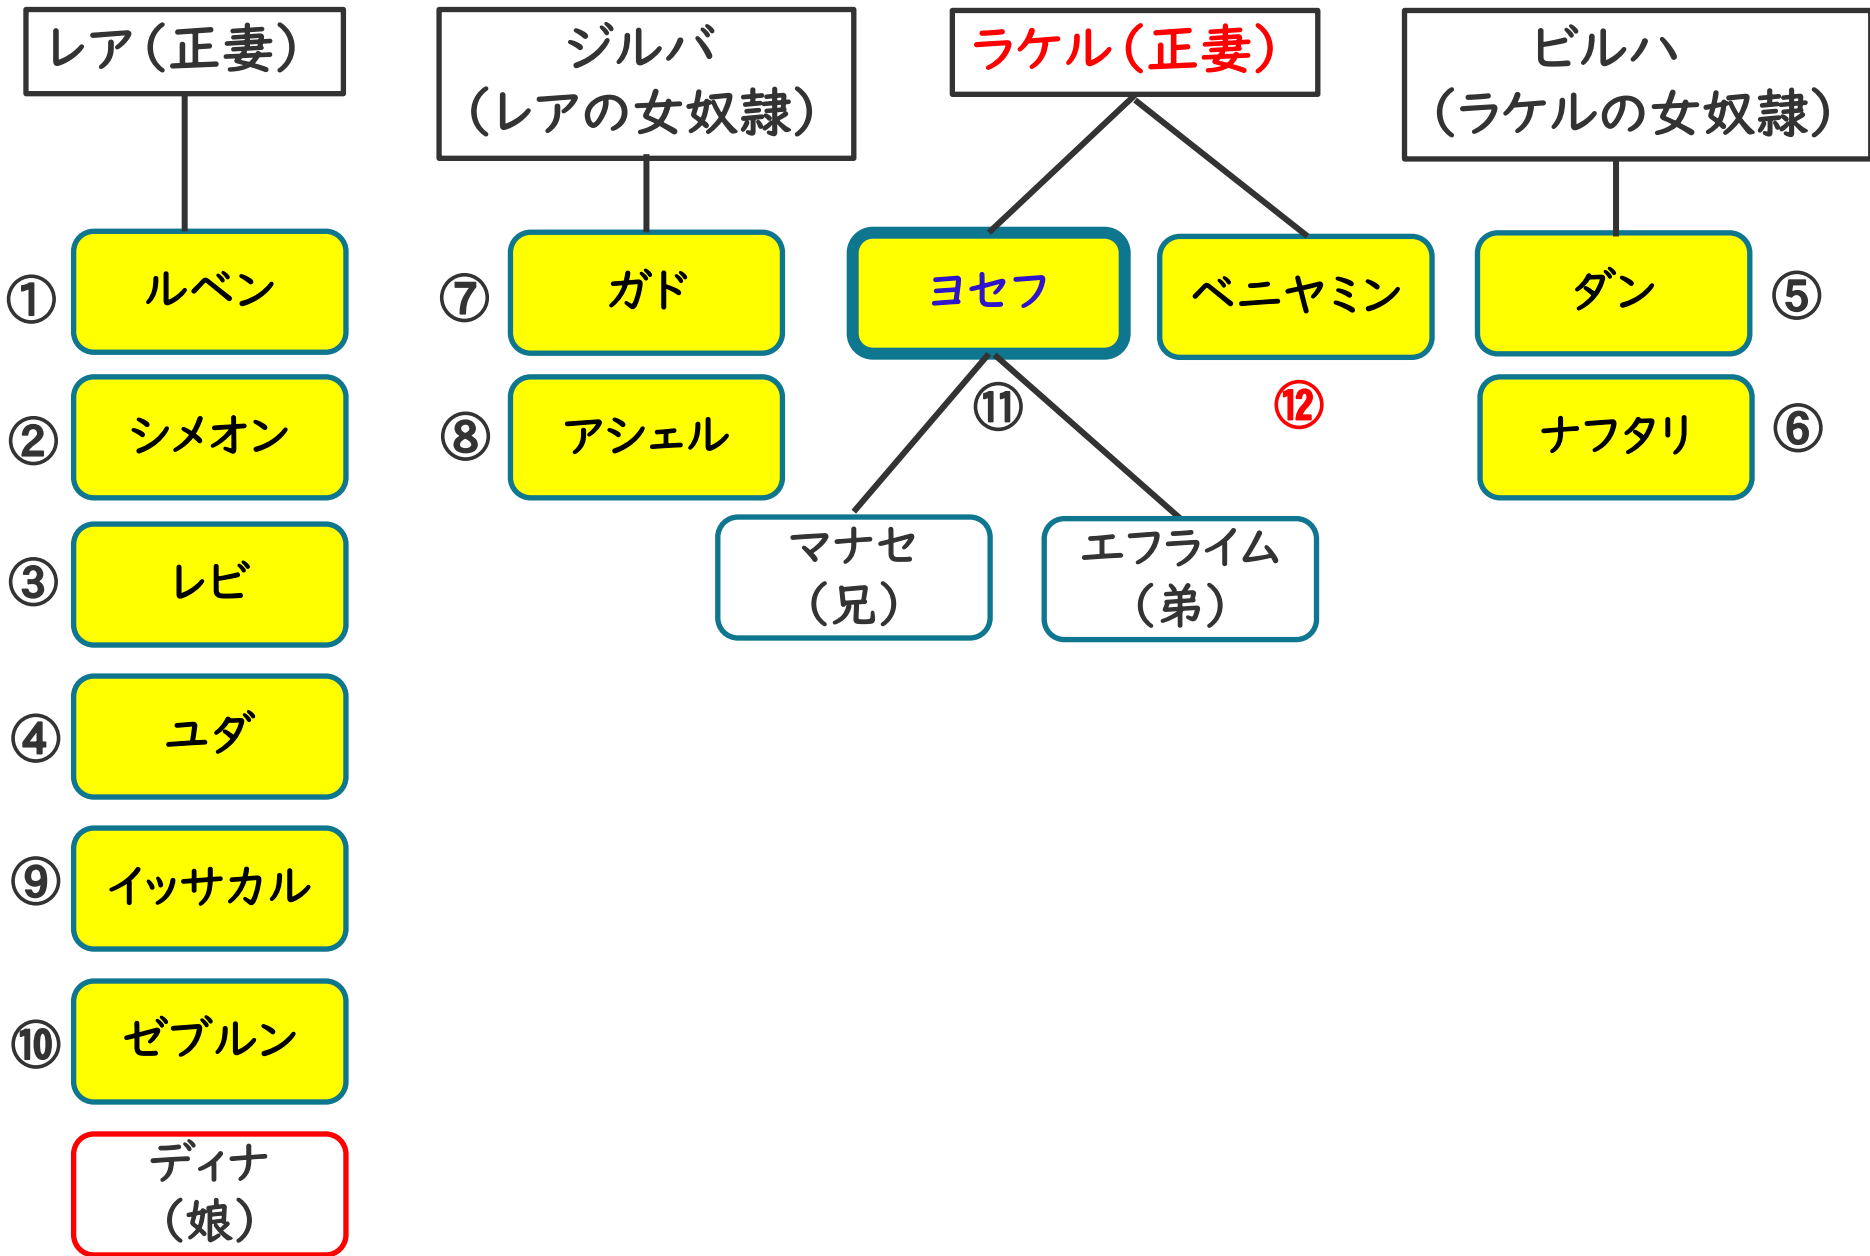 レア(正妻)
ジルバ
(レアの女奴隷)
ラケル(正妻)
ビルハ
(ラケルの女奴隷)
① ルベン
② シメオン
③ レビ
④ ユダ
⑨ イッサカル
⑩ ゼブルン
ディナ
(娘)
⑦ ガド
⑧ アシェル
ヨセフ
⑪
マナセ
(兄)
エフライム
(弟)
ベニヤミン
⑫
ダン ⑤
ナフタリ ⑥